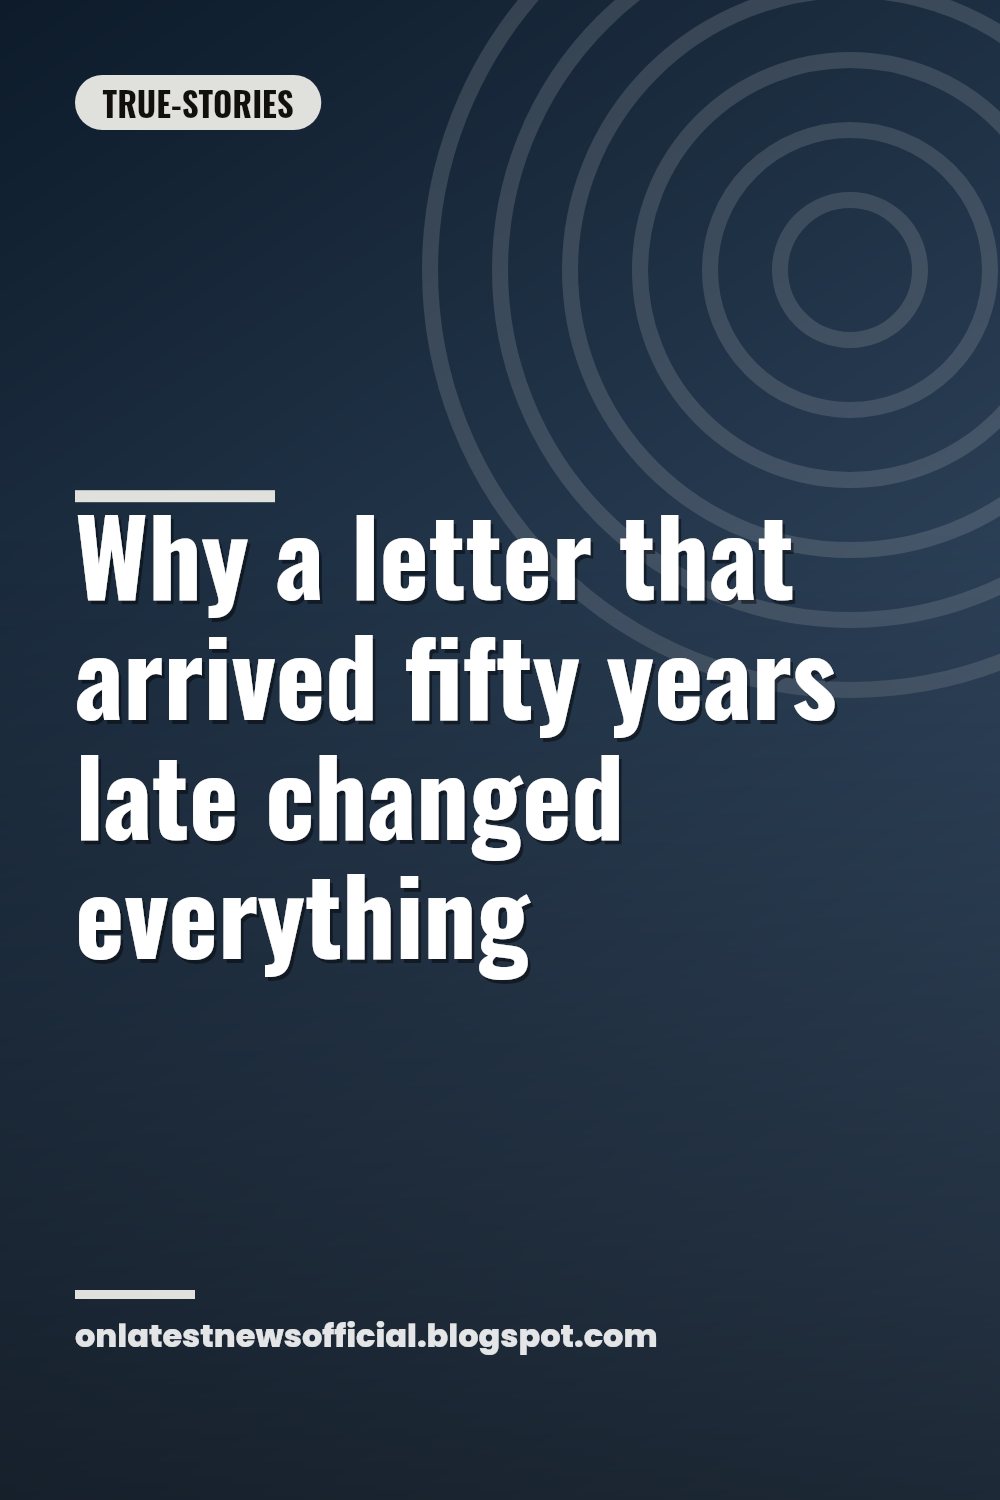 TRUE-STORIES
Why a letter that
arrived fifty years
late changed
everything
onlatestnewsofficial.blogspot.com